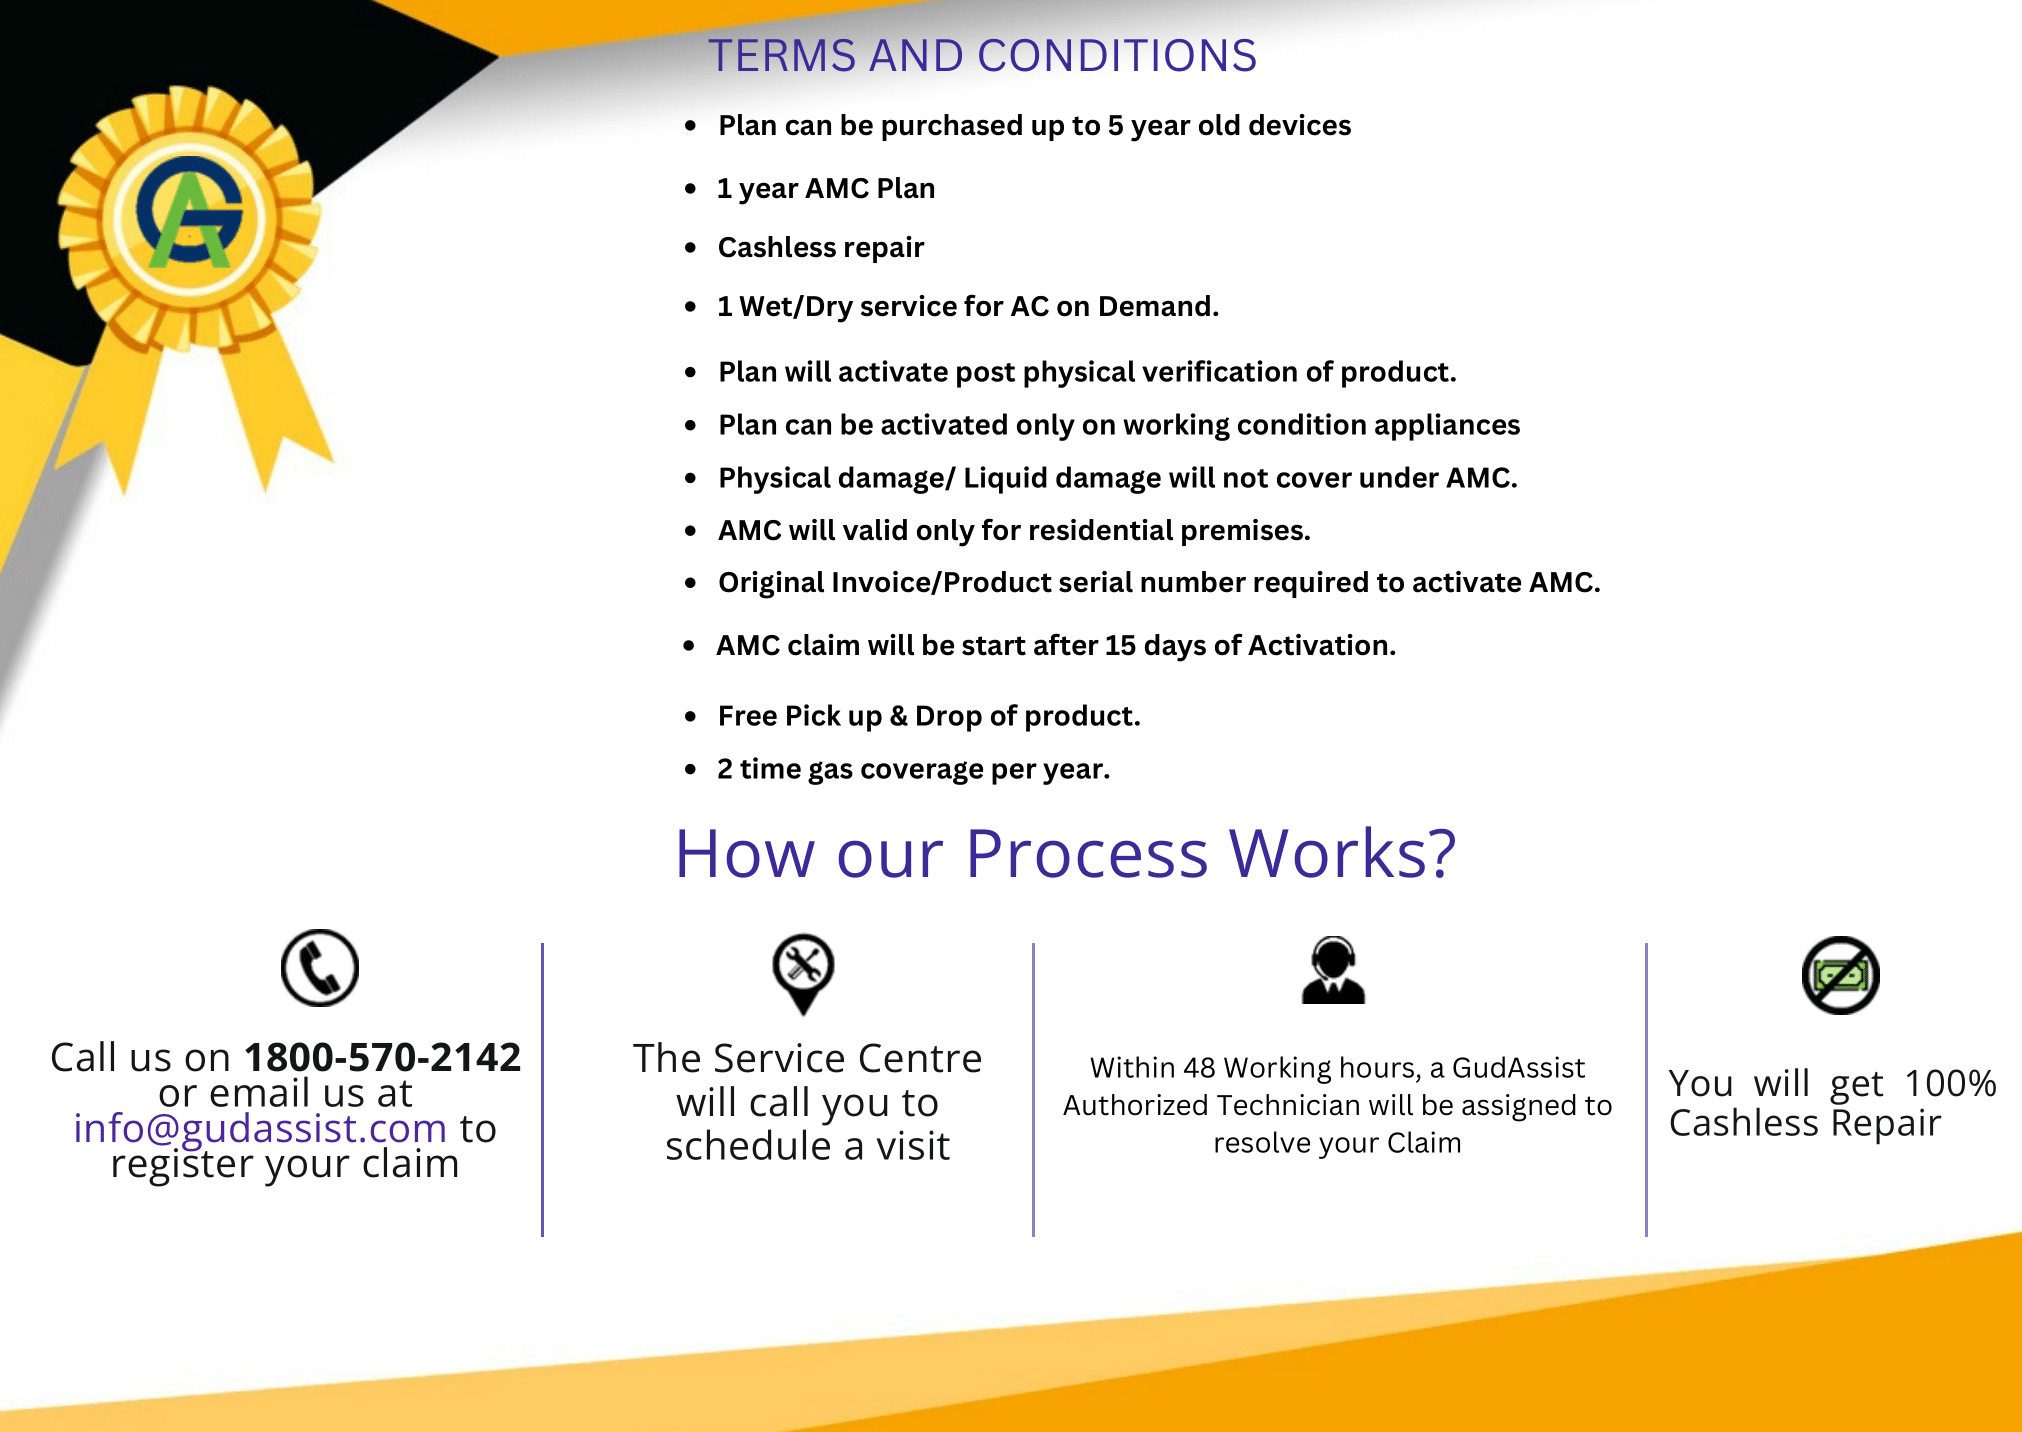 TERMS AND CONDITIONS
• Plan can be purchased up to 5 year old devices
• 1 year AMC Plan
• Cashless repair
• 1 Wet/Dry service for AC on Demand.
• Plan will activate post physical verification of product.
• Plan can be activated only on working condition appliances
• Physical damage/ Liquid damage will not cover under AMC.
• AMC will valid only for residential premises.
• Original Invoice/Product serial number required to activate AMC.
• AMC claim will be start after 15 days of Activation.
• Free Pick up & Drop of product.
• 2 time gas coverage per year.
How our Process Works?
Call us on 1800-570-2142
or email us at
info@gudassist.com to
register your claim
The Service Centre
will call you to
schedule a visit
Within 48 Working hours, a GudAssist
Authorized Technician will be assigned to
resolve your Claim
You will get 100%
Cashless Repair